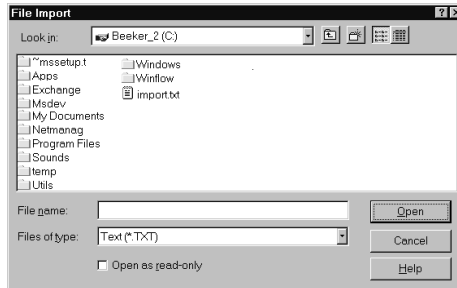 File Import
Look in:
Beeker_2 (C:)
~mssetup.t
Apps
Exchange
Msdev
My Documents
Netmanag
Program Files
Sounds
temp
Utils
Windows
Winflow
import.txt
File name:
Open
Files of type:
Text (*.TXT)
Cancel
Open as read-only
Help